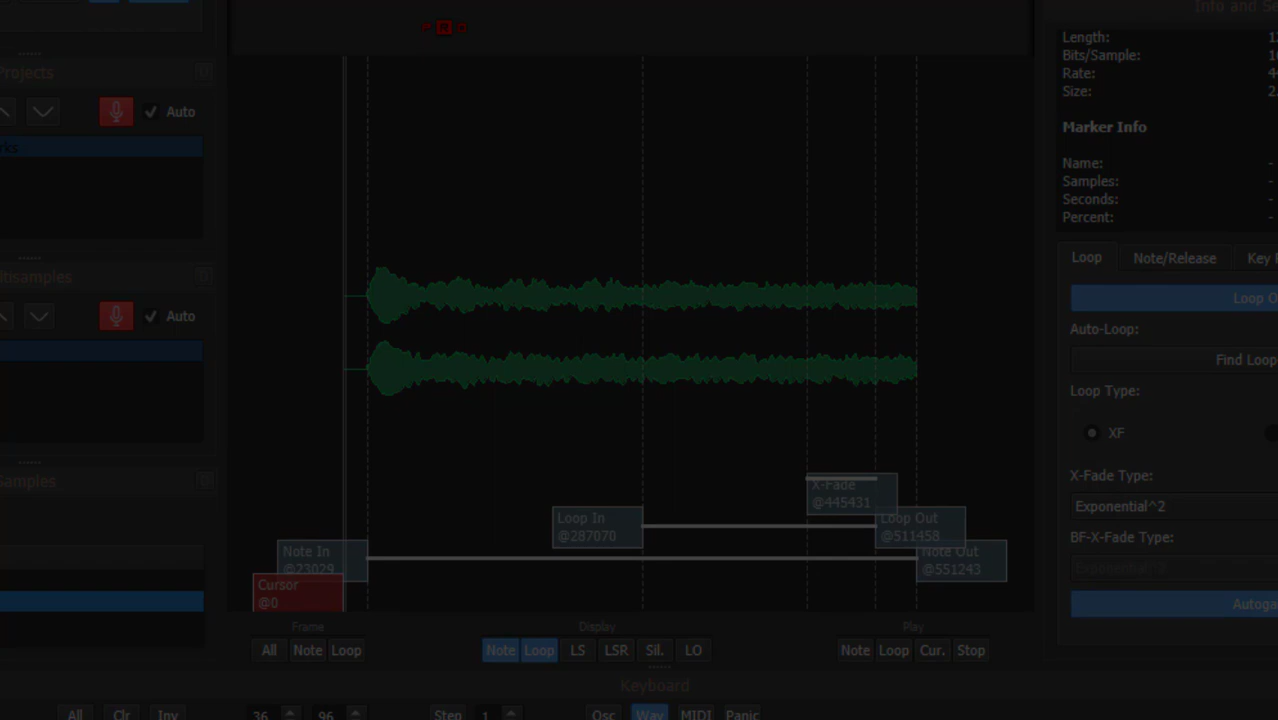 Info and
Projects
Auto
Length:
Bits/Sample:
Rate:
Size:
Marker Info
Name: -
Samples: -
Seconds: -
Percent: -
Auto
Loop
Note/Release
Key
Loop
Auto-Loop:
Find Loop
Loop Type:
XF
X-Fade Type:
Exponential^2
BF-X-Fade Type:
Exponential^2
Samples
X-Fade
@445431
Loop In
@287070
Loop Out
@511458
Note In
@23029
Note Out
@551243
Cursor
@0
Frame
Display
Play
All Note Loop
Note Loop LS LSR Sil. LO
Note Loop Cur. Stop
Keyboard
All Clr Inv
36 96
Step 1
Osc Wav MIDI Panic